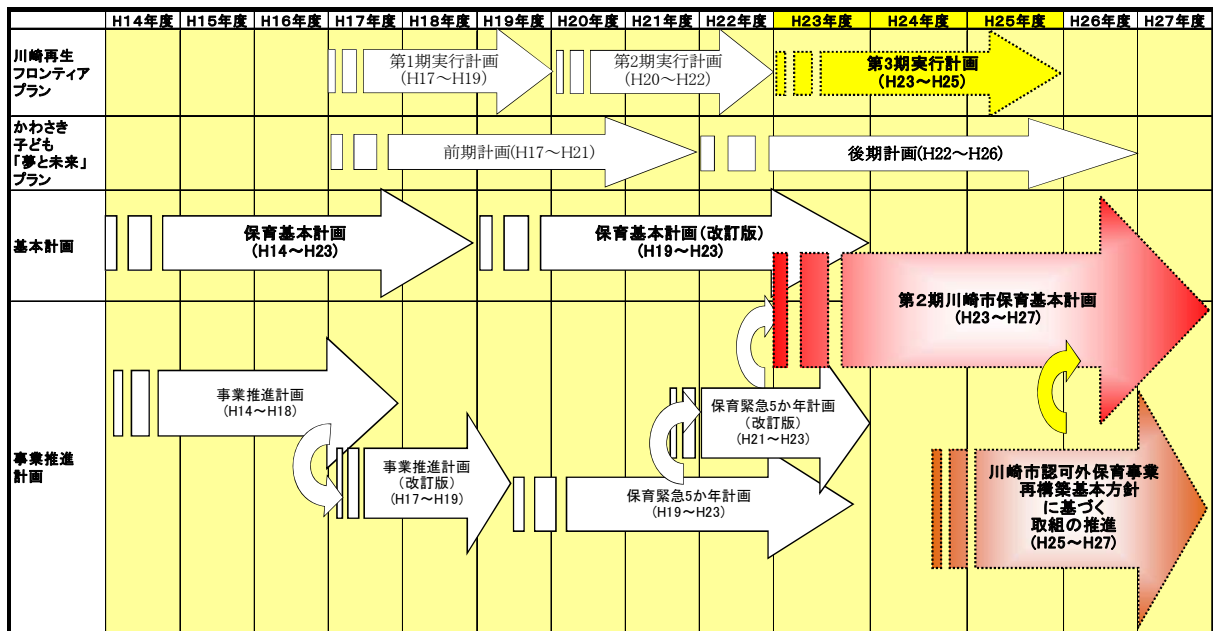 H14年度 H15年度 H16年度 H17年度 H18年度 H19年度 H20年度 H21年度 H22年度 H23年度 H24年度 H25年度 H26年度 H27年度
川崎再生
フロンティア
プラン
第1期実行計画
(H17～H19)
第2期実行計画
(H20～H22)
第3期実行計画
(H23～H25)
かわさき
子ども
「夢と未来」
プラン
前期計画(H17～H21)
後期計画(H22～H26)
基本計画
保育基本計画
(H14～H23)
保育基本計画(改訂版)
(H19～H23)
第２期川崎市保育基本計画
(H23～H27)
事業推進
計画
事業推進計画
(H14～H18)
事業推進計画
(改訂版)
(H17～H19)
保育緊急5か年計画
(H19～H23)
保育緊急5か年計画
(改訂版)
(H21～H23)
川崎市認可外保育事業
再構築基本方針
に基づく
取組の推進
(H25～H27)